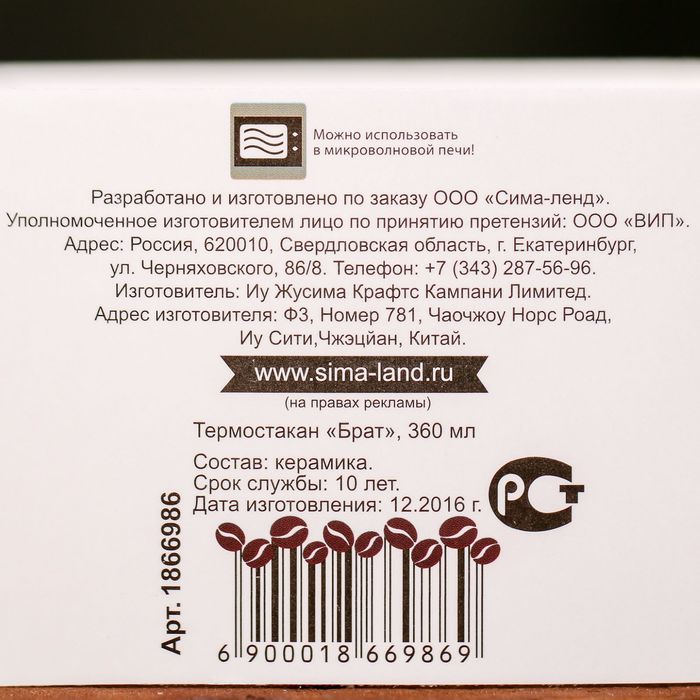 Можно использовать
в микроволновой печи!
Разработано и изготовлено по заказу ООО «Сима-ленд».
Уполномоченное изготовителем лицо по принятию претензий: ООО «ВИП».
Адрес: Россия, 620010, Свердловская область, г. Екатеринбург,
ул. Черняховского, 86/8. Телефон: +7 (343) 287-56-96.
Изготовитель: Иу Жусима Крафтс Кампани Лимитед.
Адрес изготовителя: Ф3, Номер 781, Чаочжоу Норс Роад,
Иу Сити,Чжэцйан, Китай.
www.sima-land.ru
(на правах рекламы)
Термостакан «Брат», 360 мл
Состав: керамика.
Срок службы: 10 лет.
Дата изготовления: 12.2016 г.
РСТ
Арт. 1866986
6 900018 669869